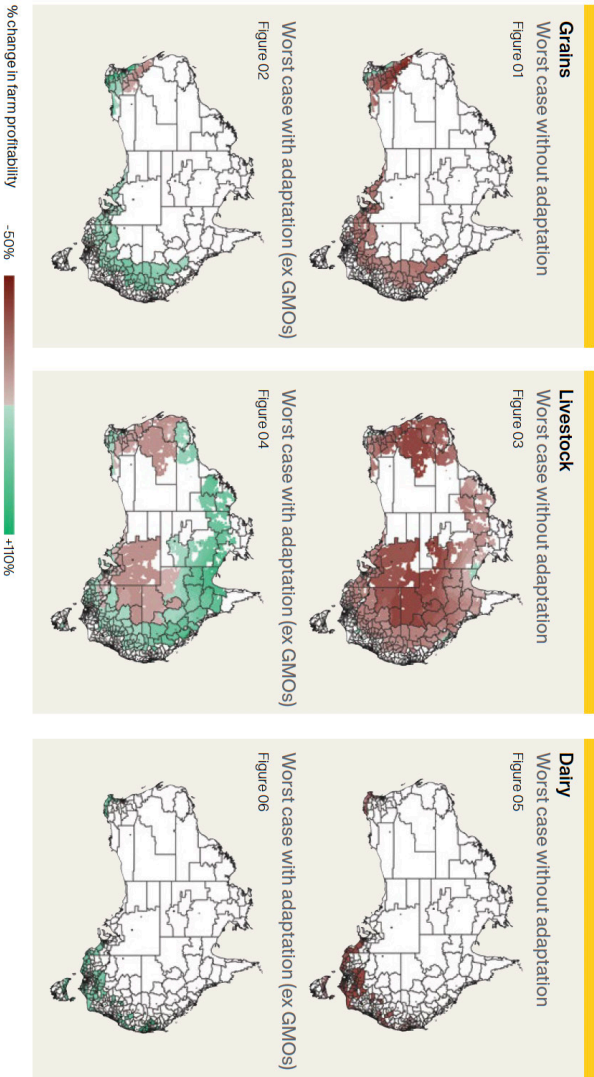 Grains
Worst case without adaptation
Figure 01
Worst case with adaptation (ex GMOs)
Figure 02
Livestock
Worst case without adaptation
Figure 03
Worst case with adaptation (ex GMOs)
Figure 04
Dairy
Worst case without adaptation
Figure 05
Worst case with adaptation (ex GMOs)
Figure 06
% change in farm profitability
-50%
+110%